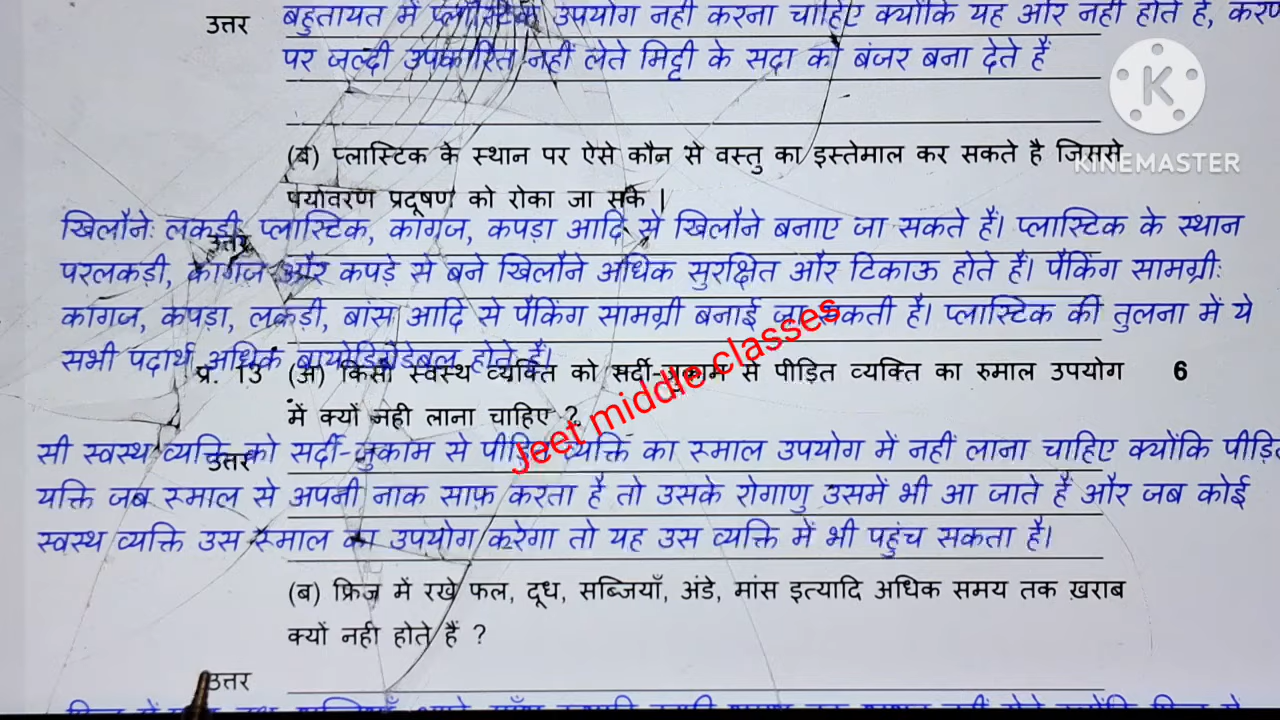 बहुतायत में प्लास्टिक उपयोग नही करना चाहिए क्योकि यह और नही होते है, करण
उत्तर
पर जल्दी उपकारित नहीं लेते मिट्टी के सदा को बंजर बना देते हैं
(ब) प्लास्टिक के स्थान पर ऐसे कौन से वस्तु का इस्तेमाल कर सकते है जिससे
पर्यावरण प्रदूषण को रोका जा सके |
खिलौनेः लकड़ी, प्लास्टिक, कागज, कपड़ा आदि से खिलौने बनाए जा सकते हैं। प्लास्टिक के स्थान
उत्तर
परलकड़ी, कागज और कपड़े से बने खिलौने अधिक सुरक्षित और टिकाऊ होते हैं। पैकिंग सामग्रीः
कागज, कपड़ा, लकड़ी, बांस आदि से पैकिंग सामग्री बनाई जा सकती है। प्लास्टिक की तुलना में ये
सभी पदार्थ अधिक बायोडिग्रेडेबल होते हैं।
प्र. 13 (अ) किसी स्वस्थ व्यक्ति को सर्दी-जुकाम से पीड़ित व्यक्ति का रुमाल उपयोग 6
में क्यों नही लाना चाहिए ?
सी स्वस्थ व्यक्ति को सर्दी-जुकाम से पीड़ित व्यक्ति का रूमाल उपयोग में नहीं लाना चाहिए क्योंकि पीड़ित
उत्तर
यक्ति जब रूमाल से अपनी नाक साफ़ करता है तो उसके रोगाणु उसमें भी आ जाते हैं और जब कोई
स्वस्थ व्यक्ति उस रूमाल का उपयोग करेगा तो यह उस व्यक्ति में भी पहुंच सकता है।
(ब) फ्रिज में रखे फल, दूध, सब्जियाँ, अंडे, मांस इत्यादि अधिक समय तक ख़राब
क्यों नही होते हैं ?
उत्तर
Jeet middle classes
K
KINEMASTER